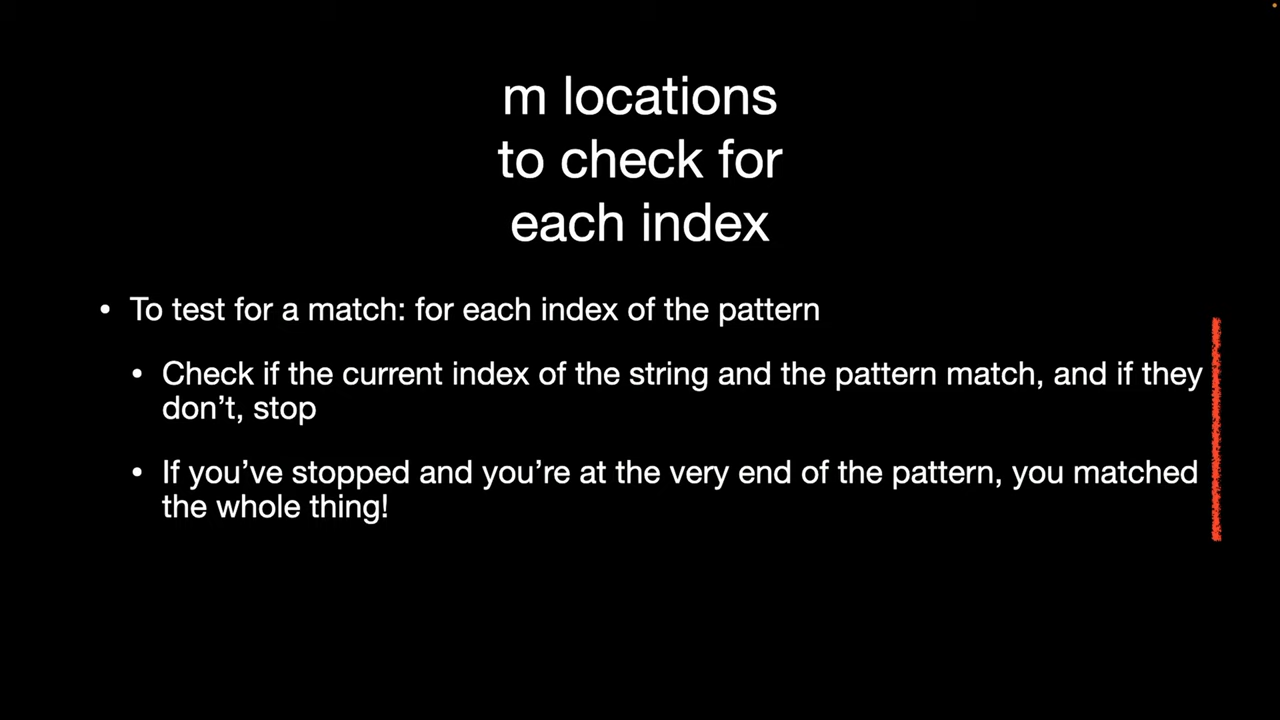 m locations
to check for
each index
• To test for a match: for each index of the pattern
• Check if the current index of the string and the pattern match, and if they
don’t, stop
• If you’ve stopped and you’re at the very end of the pattern, you matched
the whole thing!